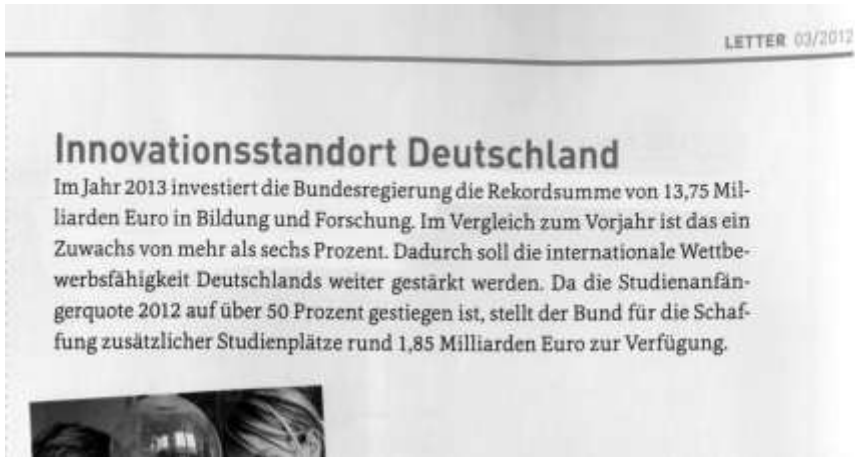 LETTER 03/2012
Innovationsstandort Deutschland
Im Jahr 2013 investiert die Bundesregierung die Rekordsumme von 13,75 Mil-
liarden Euro in Bildung und Forschung. Im Vergleich zum Vorjahr ist das ein
Zuwachs von mehr als sechs Prozent. Dadurch soll die internationale Wettbe-
werbsfähigkeit Deutschlands weiter gestärkt werden. Da die Studienanfän-
gerquote 2012 auf über 50 Prozent gestiegen ist, stellt der Bund für die Schaf-
fung zusätzlicher Studienplätze rund 1,85 Milliarden Euro zur Verfügung.